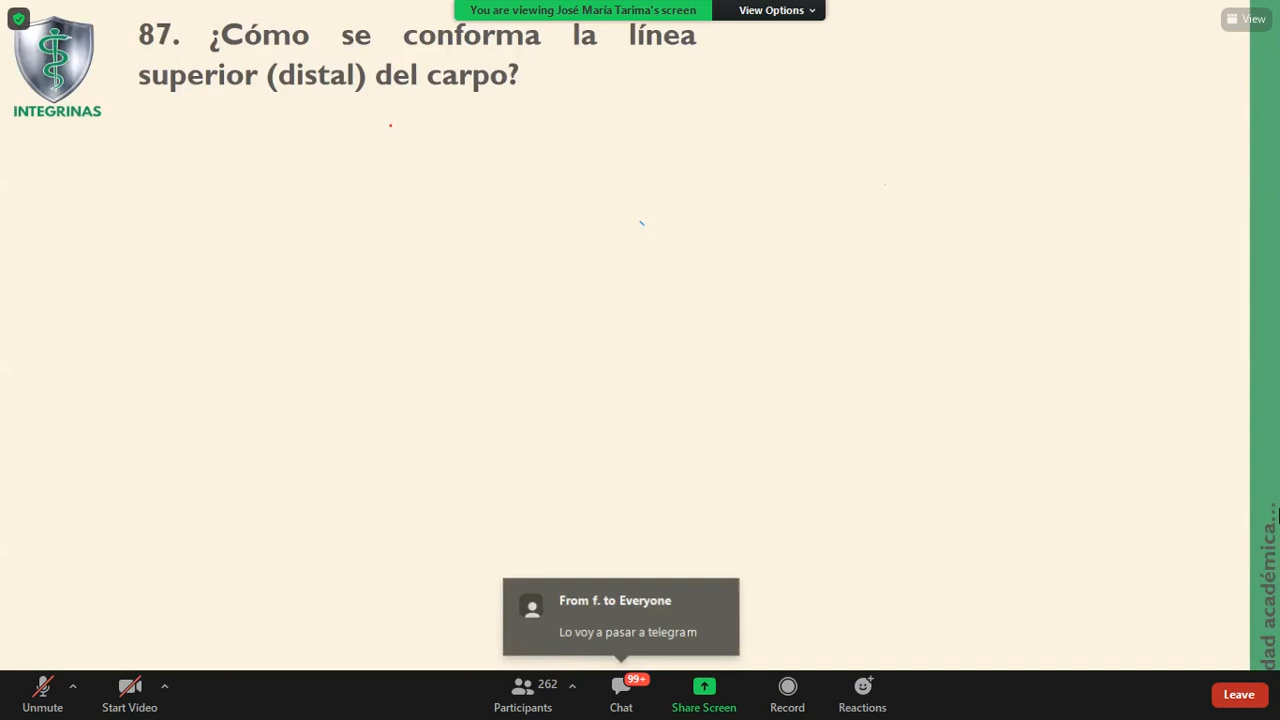 You are viewing José María Tarima's screen
View Options
View
87. ¿Cómo se conforma la línea
superior (distal) del carpo?
INTEGRINAS
dad académica...
From f. to Everyone
Lo voy a pasar a telegram
Unmute
Start Video
262
Participants
99+
Chat
Share Screen
Record
Reactions
Leave